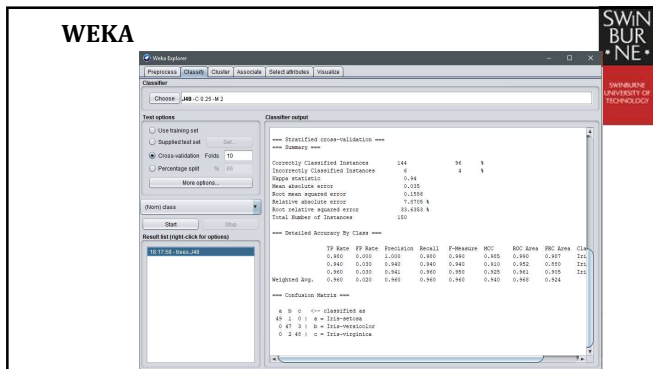 WEKA
SWIN
BUR
• NE •
SWINBURNE
UNIVERSITY OF
TECHNOLOGY
Weka Explorer
Preprocess Classify Cluster Associate Select attributes Visualize
Classifier
Choose J48 -C 0.25 -M 2
Test options
Use training set
Supplied test set Set...
Cross-validation Folds 10
Percentage split % 66
More options...
(Nom) class
Start Stop
Result list (right-click for options)
18:17:58 - trees.J48
Classifier output
=== Stratified cross-validation ===
=== Summary ===
Correctly Classified Instances 144 96 %
Incorrectly Classified Instances 6 4 %
Kappa statistic 0.94
Mean absolute error 0.035
Root mean squared error 0.1586
Relative absolute error 7.8705 %
Root relative squared error 33.6353 %
Total Number of Instances 150
=== Detailed Accuracy By Class ===
TP Rate FP Rate Precision Recall F-Measure MCC ROC Area PRC Area Cla
0.980 0.000 1.000 0.980 0.990 0.985 0.990 0.987 Iri
0.940 0.030 0.940 0.940 0.940 0.910 0.952 0.880 Iri
0.960 0.030 0.941 0.960 0.950 0.925 0.961 0.905 Iri
Weighted Avg. 0.960 0.020 0.960 0.960 0.960 0.940 0.968 0.924
=== Confusion Matrix ===
a b c <-- classified as
49 1 0 | a = Iris-setosa
0 47 3 | b = Iris-versicolor
0 2 48 | c = Iris-virginica